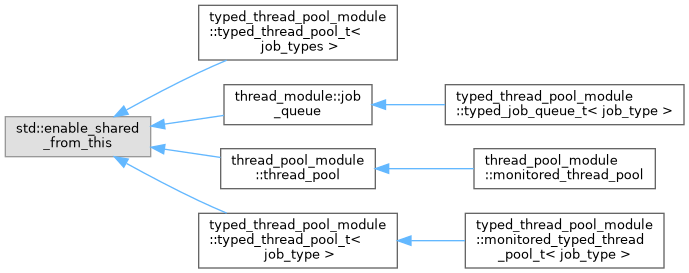 std::enable_shared
_from_this
typed_thread_pool_module
::typed_thread_pool_t<
job_types >
thread_module::job
_queue
typed_thread_pool_module
::typed_job_queue_t< job_type >
thread_pool_module
::thread_pool
thread_pool_module
::monitored_thread_pool
typed_thread_pool_module
::typed_thread_pool_t<
job_type >
typed_thread_pool_module
::monitored_typed_thread
_pool_t< job_type >